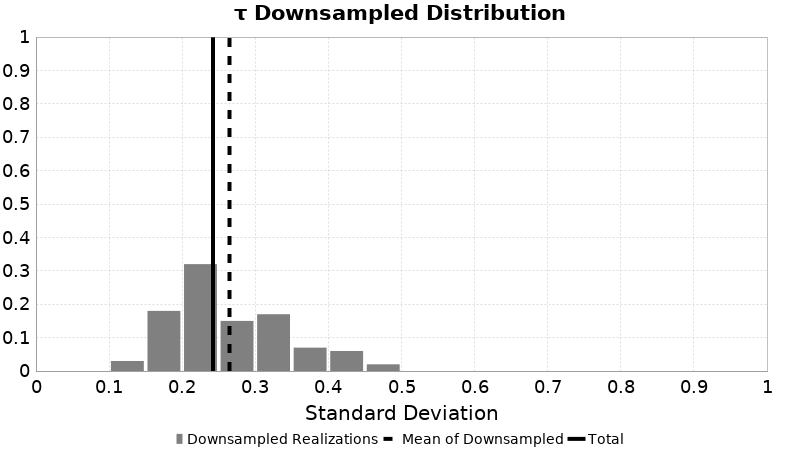 τ Downsampled Distribution
1
0.9
0.8
0.7
0.6
0.5
0.4
0.3
0.2
0.1
0
0 0.1 0.2 0.3 0.4 0.5 0.6 0.7 0.8 0.9 1
Standard Deviation
Downsampled Realizations Mean of Downsampled Total